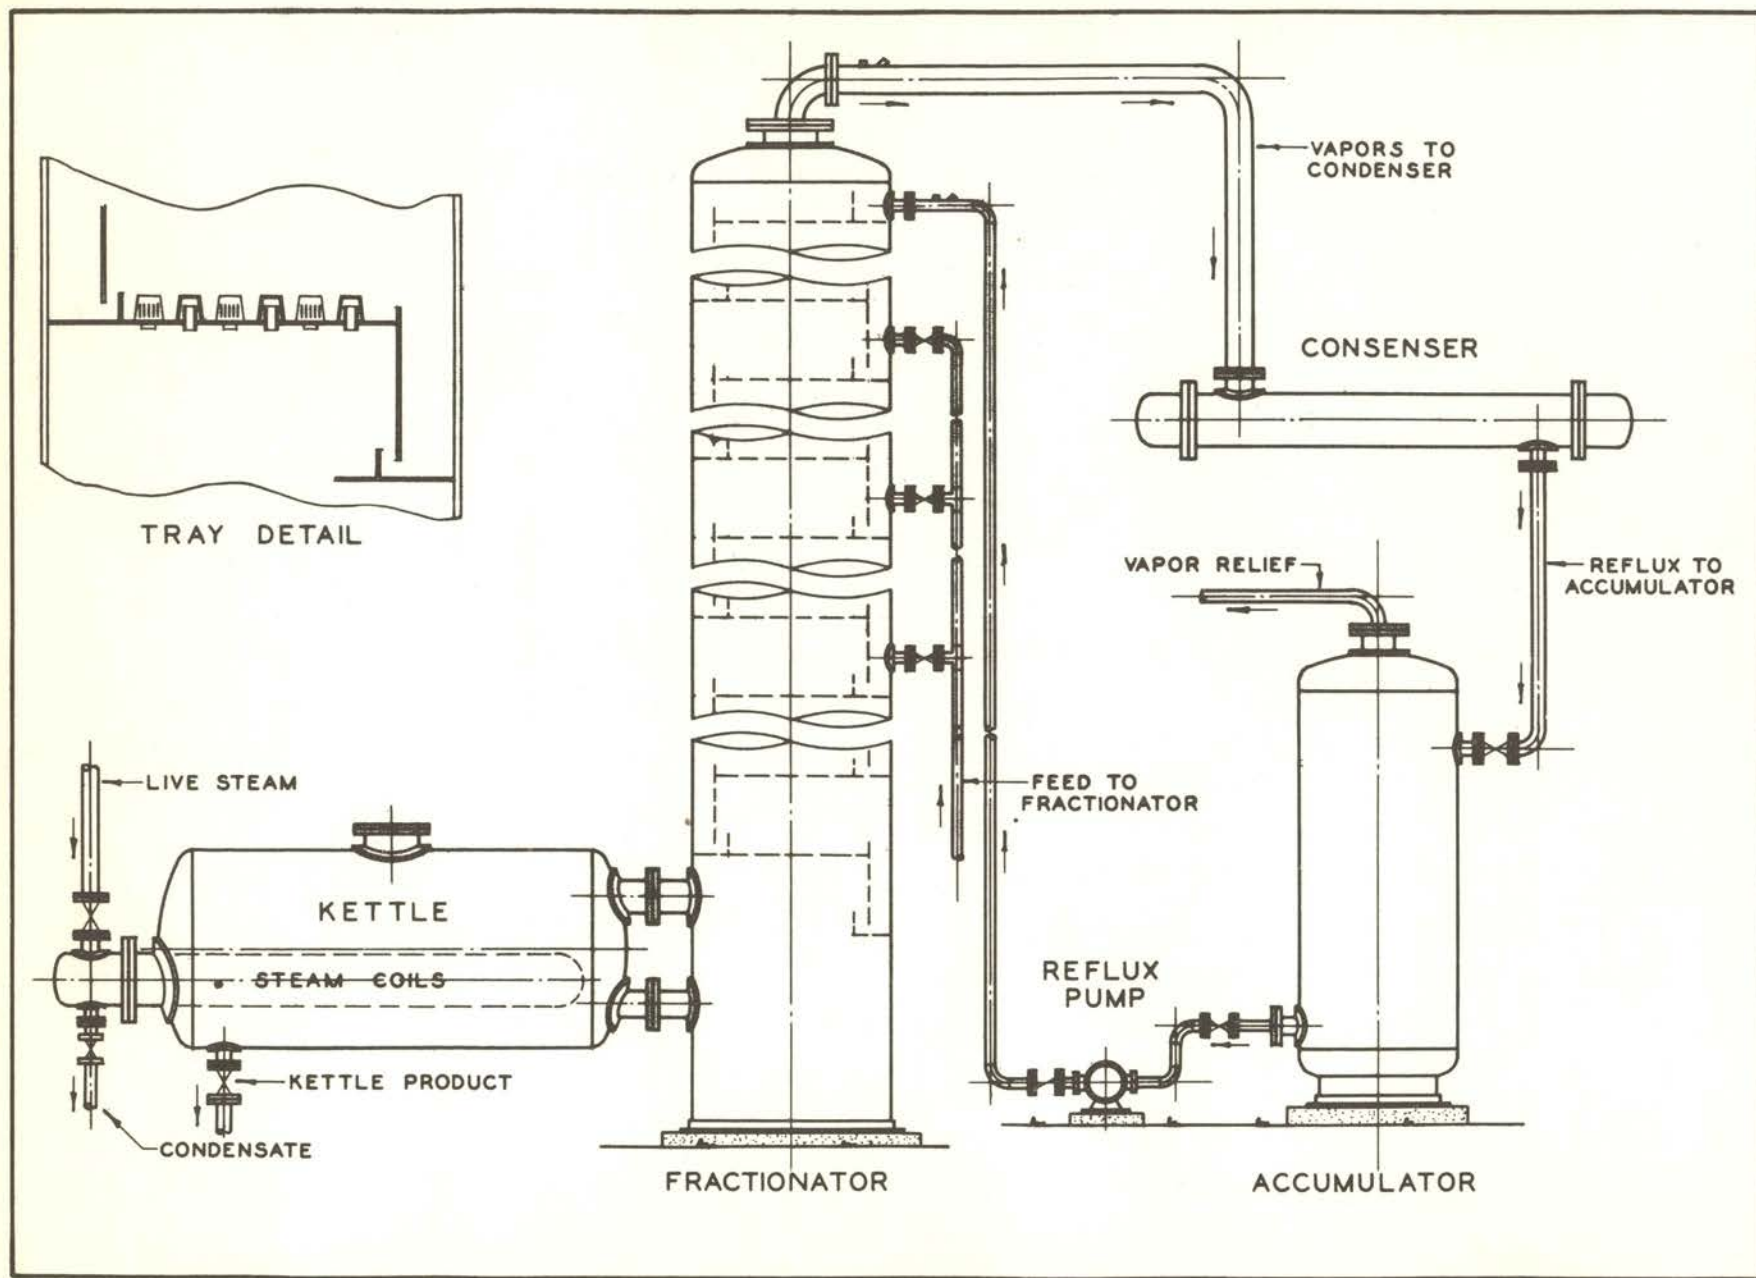 VAPORS TO
CONDENSER
CONSENSER
TRAY DETAIL
VAPOR RELIEF
REFLUX TO
ACCUMULATOR
LIVE STEAM
FEED TO
FRACTIONATOR
KETTLE
STEAM COILS
REFLUX
PUMP
KETTLE PRODUCT
CONDENSATE
FRACTIONATOR
ACCUMULATOR